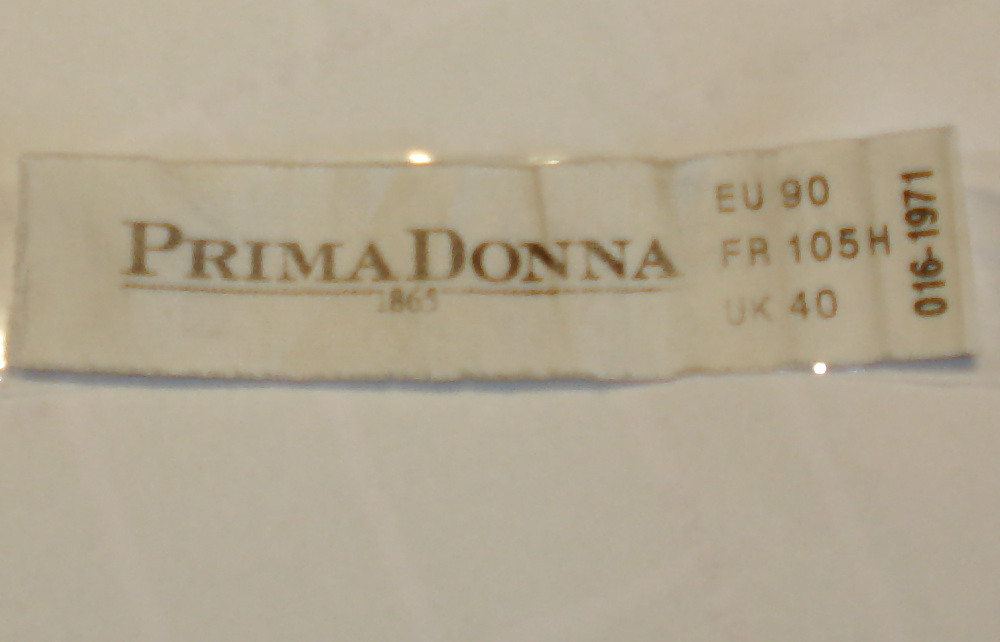 PRIMADONNA
1865
EU 90
FR 105H
UK 40
016-1971